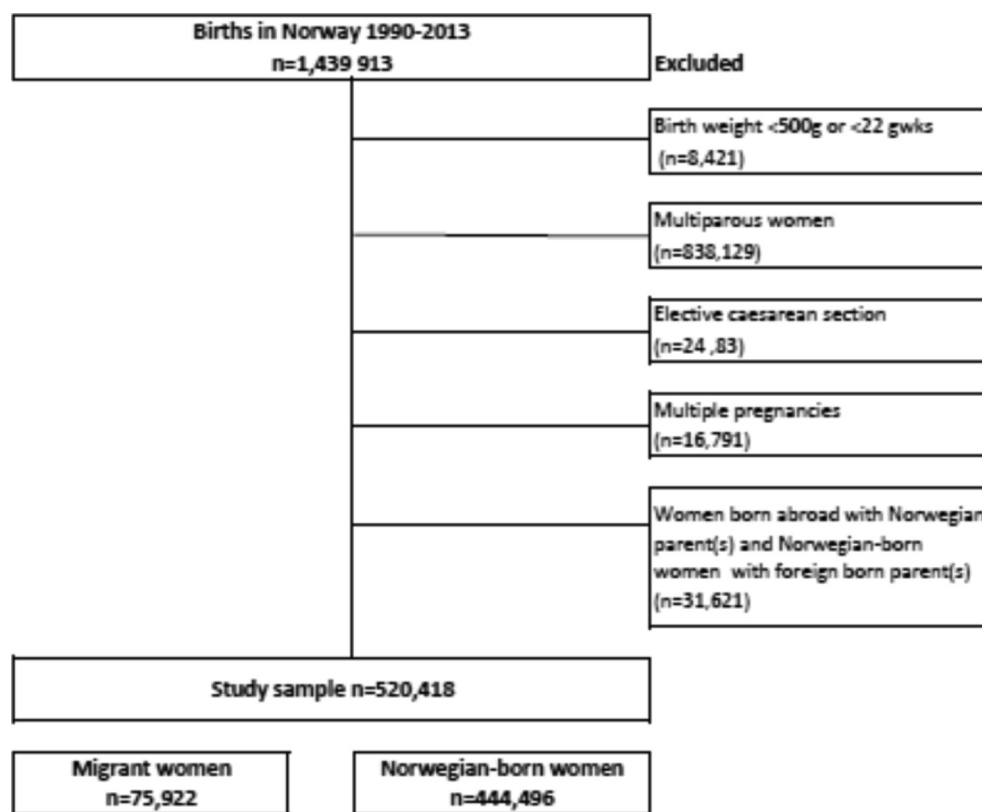 Births in Norway 1990-2013
n=1,439 913
Excluded
Birth weight <500g or <22 gwks
(n=8,421)
Multiparous women
(n=838,129)
Elective caesarean section
(n=24 ,83)
Multiple pregnancies
(n=16,791)
Women born abroad with Norwegian
parent(s) and Norwegian-born
women with foreign born parent(s)
(n=31,621)
Study sample n=520,418
Migrant women
n=75,922
Norwegian-born women
n=444,496